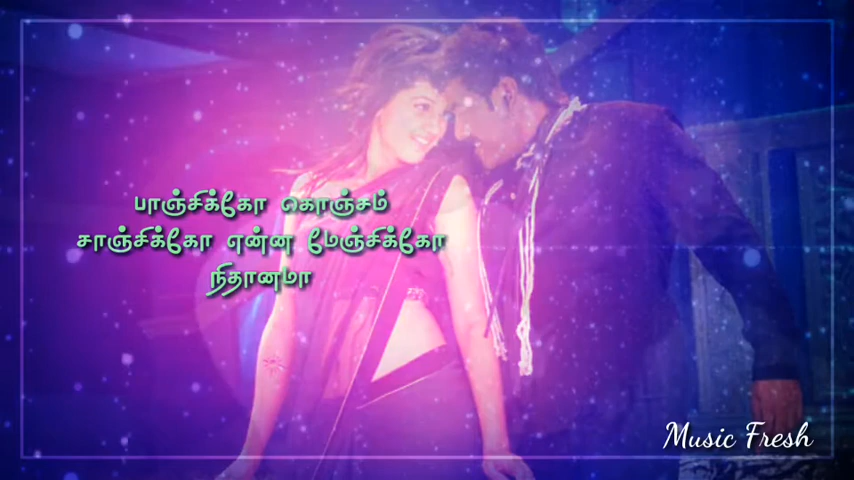 பாஞ்சிக்கோ கொஞ்சம்
சாஞ்சிக்கோ என்ன மேஞ்சிக்கோ
நிதானமா
Music Fresh